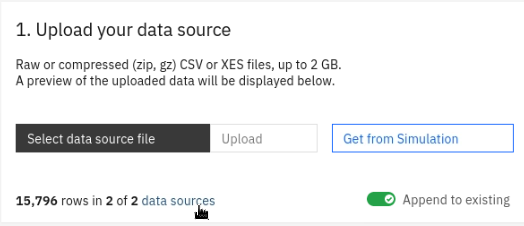 1. Upload your data source
Raw or compressed (zip, gz) CSV or XES files, up to 2 GB.
A preview of the uploaded data will be displayed below.
Select data source file Upload Get from Simulation
15,796 rows in 2 of 2 data sources Append to existing